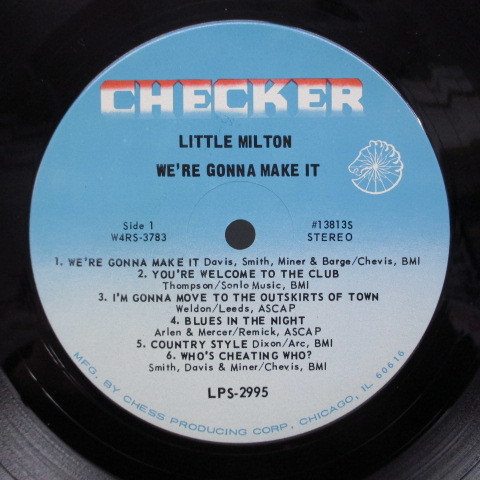 CHECKER
LITTLE MILTON
WE'RE GONNA MAKE IT
Side 1 #13813S
W4RS-3783 STEREO
1. WE'RE GONNA MAKE IT Davis, Smith, Miner & Barge/Chevis, BMI
2. YOU'RE WELCOME TO THE CLUB
Thompson/Sonlo Music, BMI
3. I'M GONNA MOVE TO THE OUTSKIRTS OF TOWN
Weldon/Leeds, ASCAP
4. BLUES IN THE NIGHT
Arlen & Mercer/Remick, ASCAP
5. COUNTRY STYLE Dixon/Arc, BMI
6. WHO'S CHEATING WHO?
Smith, Davis & Miner/Chevis, BMI
LPS-2995
MFG. BY CHESS PRODUCING CORP. CHICAGO, IL 60616